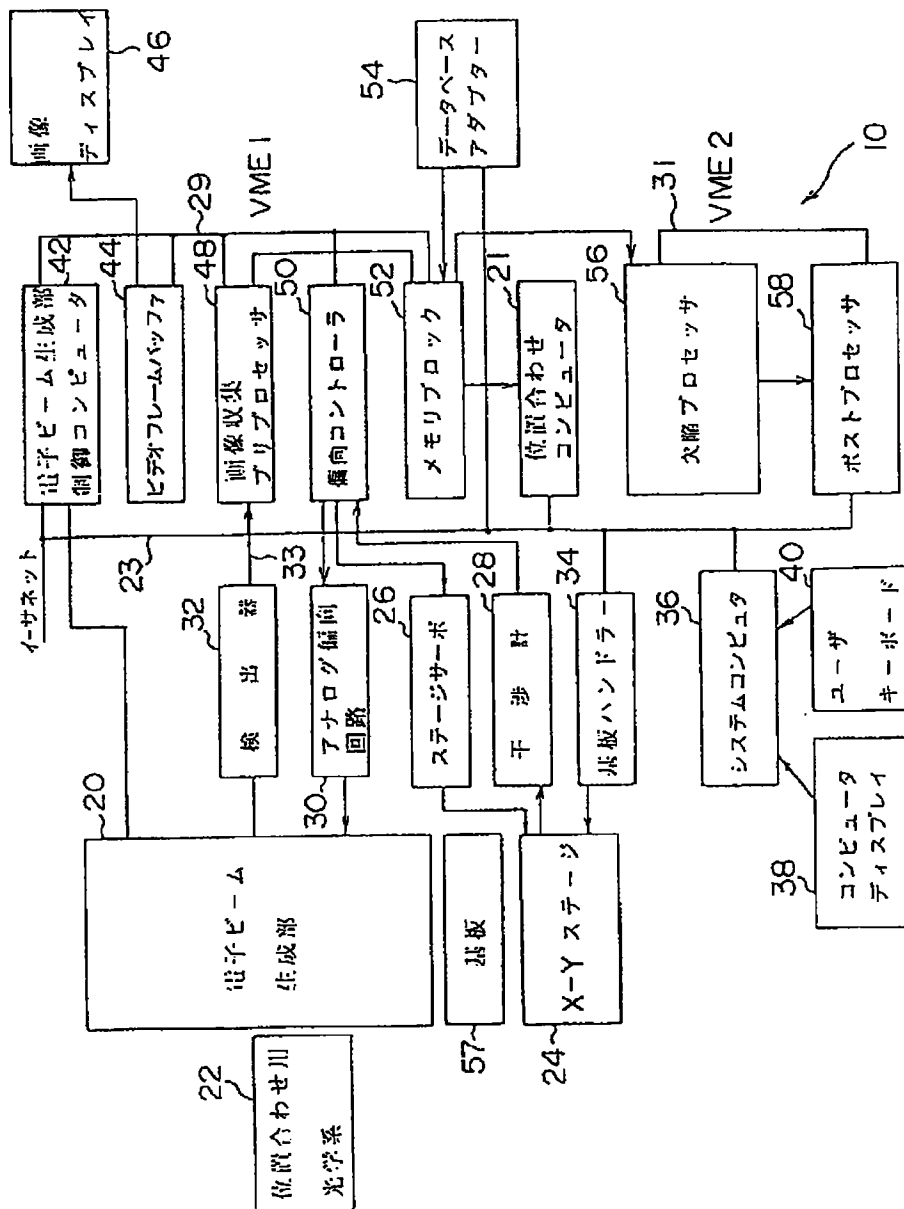 画像
ディスプレイ
46
電子ビーム生成部
制御コンピュータ
42
イーサネット
23
ビデオフレームバッファ
44
29
VME 1
画像収集
プリプロセッサ
48
33
偏向コントローラ
50
メモリブロック
52
データベース
アダプター
54
位置合わせ
コンピュータ
21
欠陥プロセッサ
56
31
VME 2
ポストプロセッサ
58
10
検出器
32
アナログ偏向
回路
30
ステージサーボ
26
干渉計
28
基板ハンドラー
34
システムコンピュタ
36
ユーザ
キーボード
40
コンピュータ
ディスプレイ
38
電子ビーム
生成部
20
基板
57
X-Y ステージ
24
位置合わせ川
光学系
22